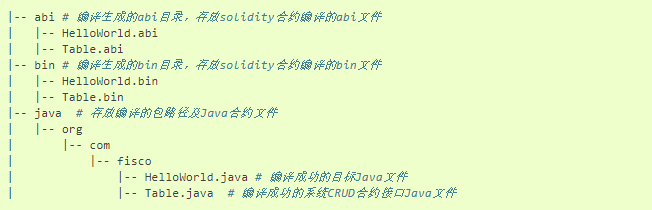 |-- abi # 编译生成的abi目录，存放solidity合约编译的abi文件
|   |-- HelloWorld.abi
|   |-- Table.abi
|-- bin # 编译生成的bin目录，存放solidity合约编译的bin文件
|   |-- HelloWorld.bin
|   |-- Table.bin
|-- java  # 存放编译的包路径及Java合约文件
|   |-- org
|       |-- com
|           |-- fisco
|               |-- HelloWorld.java # 编译成功的目标Java文件
|               |-- Table.java  # 编译成功的系统CRUD合约接口Java文件